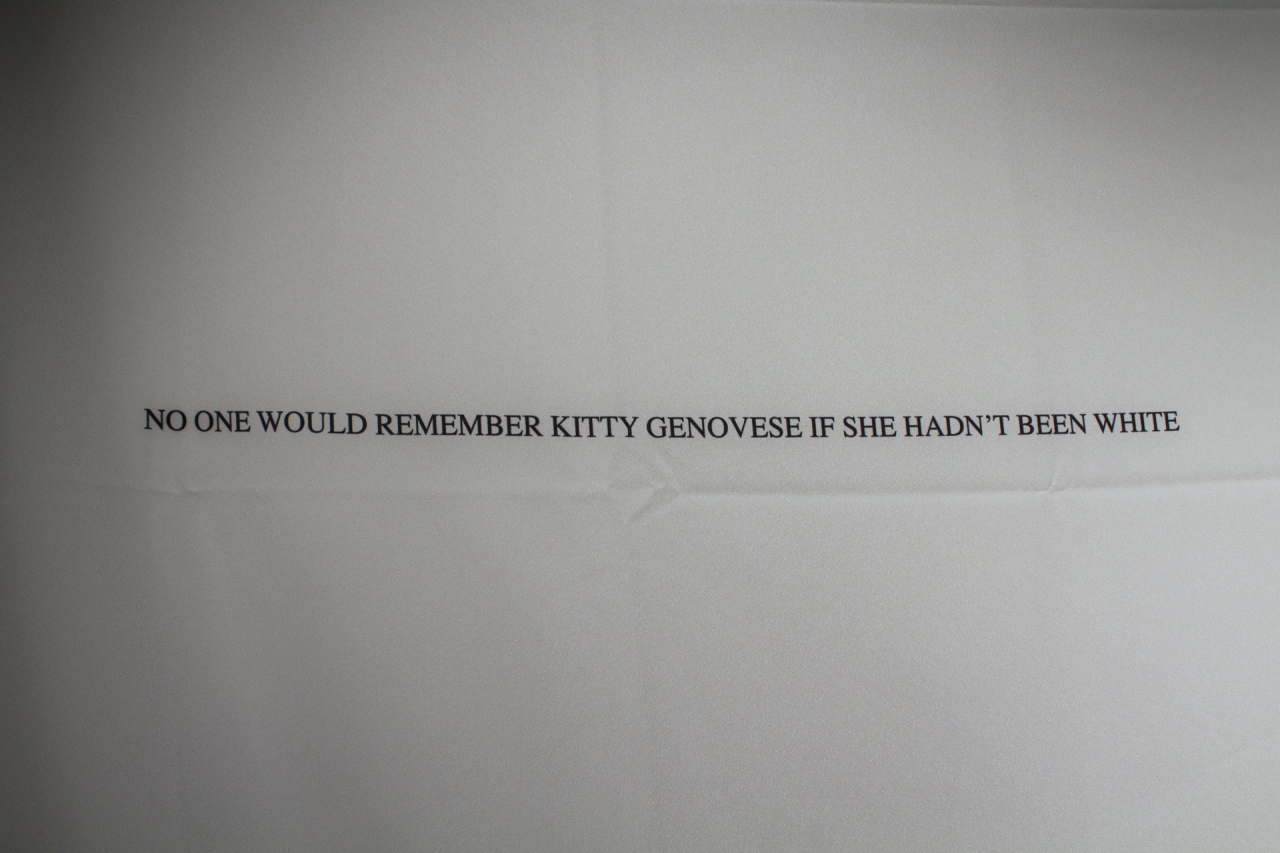 NO ONE WOULD REMEMBER KITTY GENOVESE IF SHE HADN’T BEEN WHITE